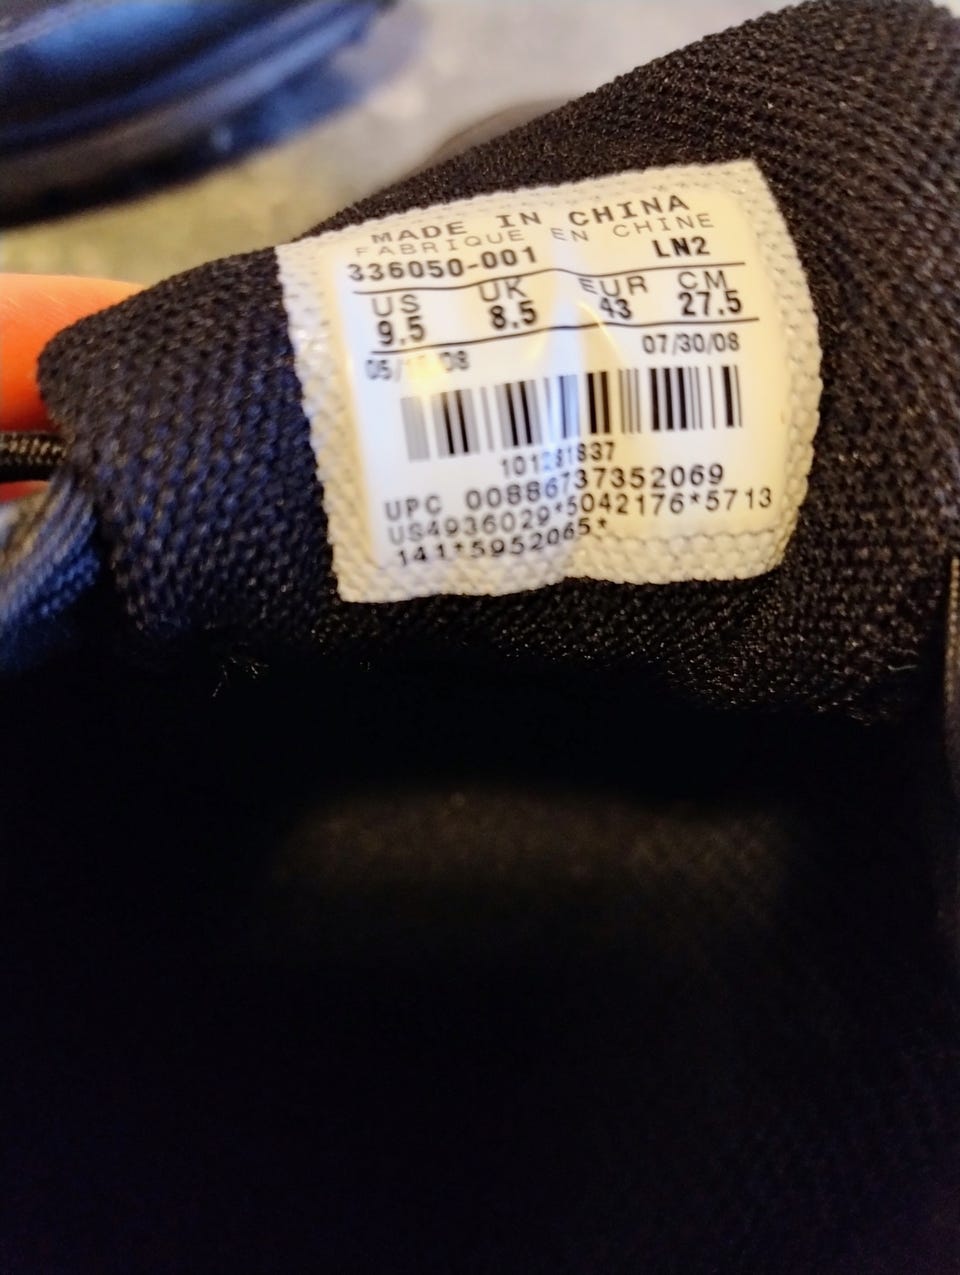 MADE IN CHINA
FABRIQUE EN CHINE
336050-001 LN2
US UK EUR CM
9.5 8.5 43 27.5
07/30/08
UPC 00886737352069
US4936029*5042176*5713
141*5952065*